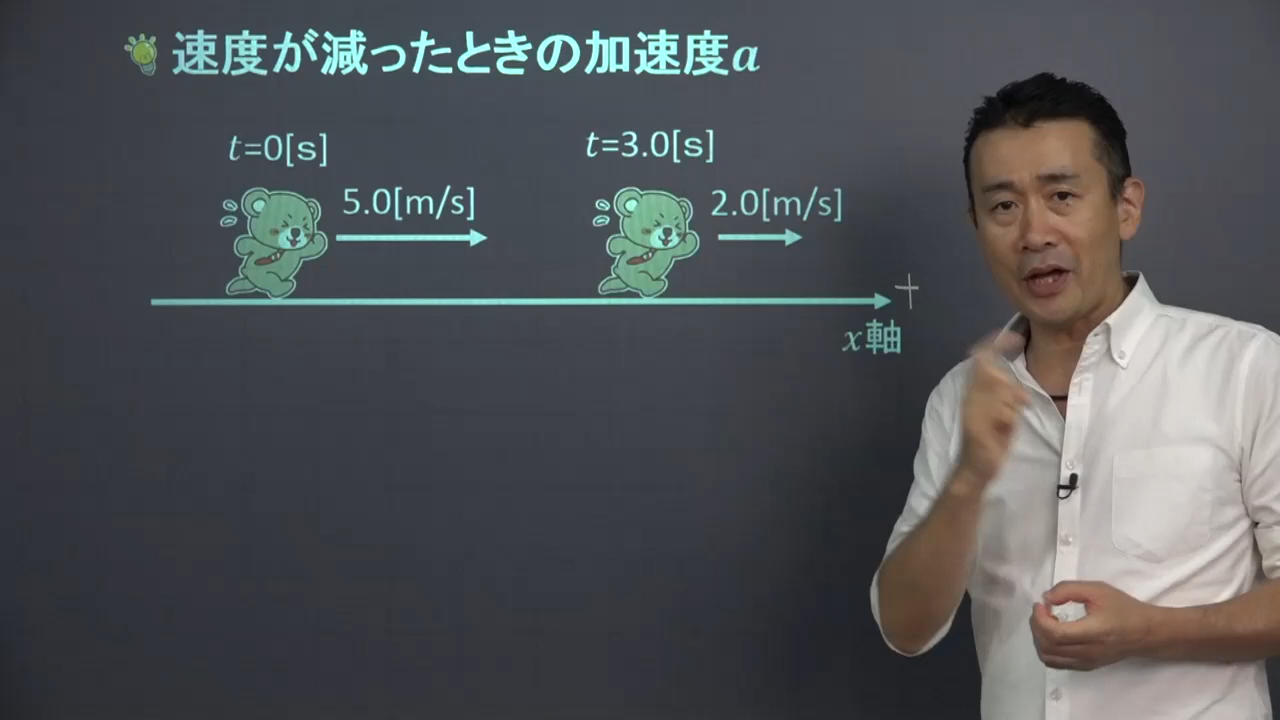 速度が減ったときの加速度a
t=0[s]
t=3.0[s]
5.0[m/s]
2.0[m/s]
+
x軸